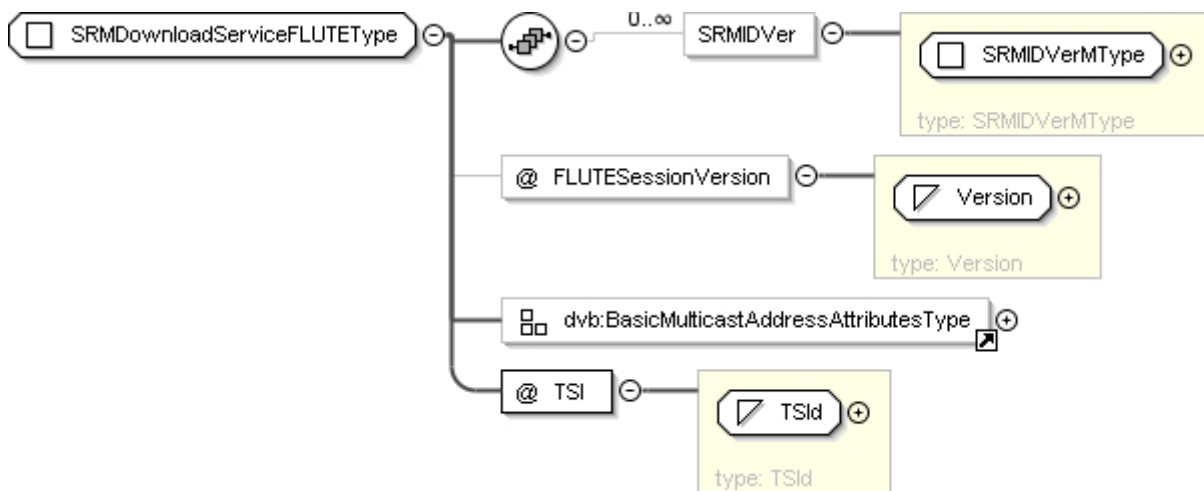 SRMDownloadServiceFLUTEType
0..∞
SRMIDVer
SRMIDVerMType
type: SRMIDVerMType
@ FLUTESessionVersion
Version
type: Version
dvb:BasicMulticastAddressAttributesType
@ TSI
TSId
type: TSId